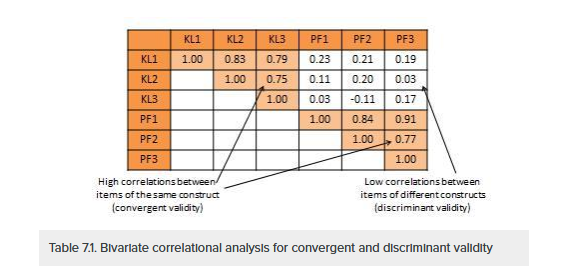 KL1 KL2 KL3 PF1 PF2 PF3
KL1 1.00 0.83 0.79 0.23 0.21 0.19
KL2 1.00 0.75 0.11 0.20 0.03
KL3 1.00 0.03 -0.11 0.17
PF1 1.00 0.84 0.91
PF2 1.00 0.77
PF3 1.00
High correlations between
items of the same construct
(convergent validity)
Low correlations between
items of different constructs
(discriminant validity)
Table 7.1. Bivariate correlational analysis for convergent and discriminant validity